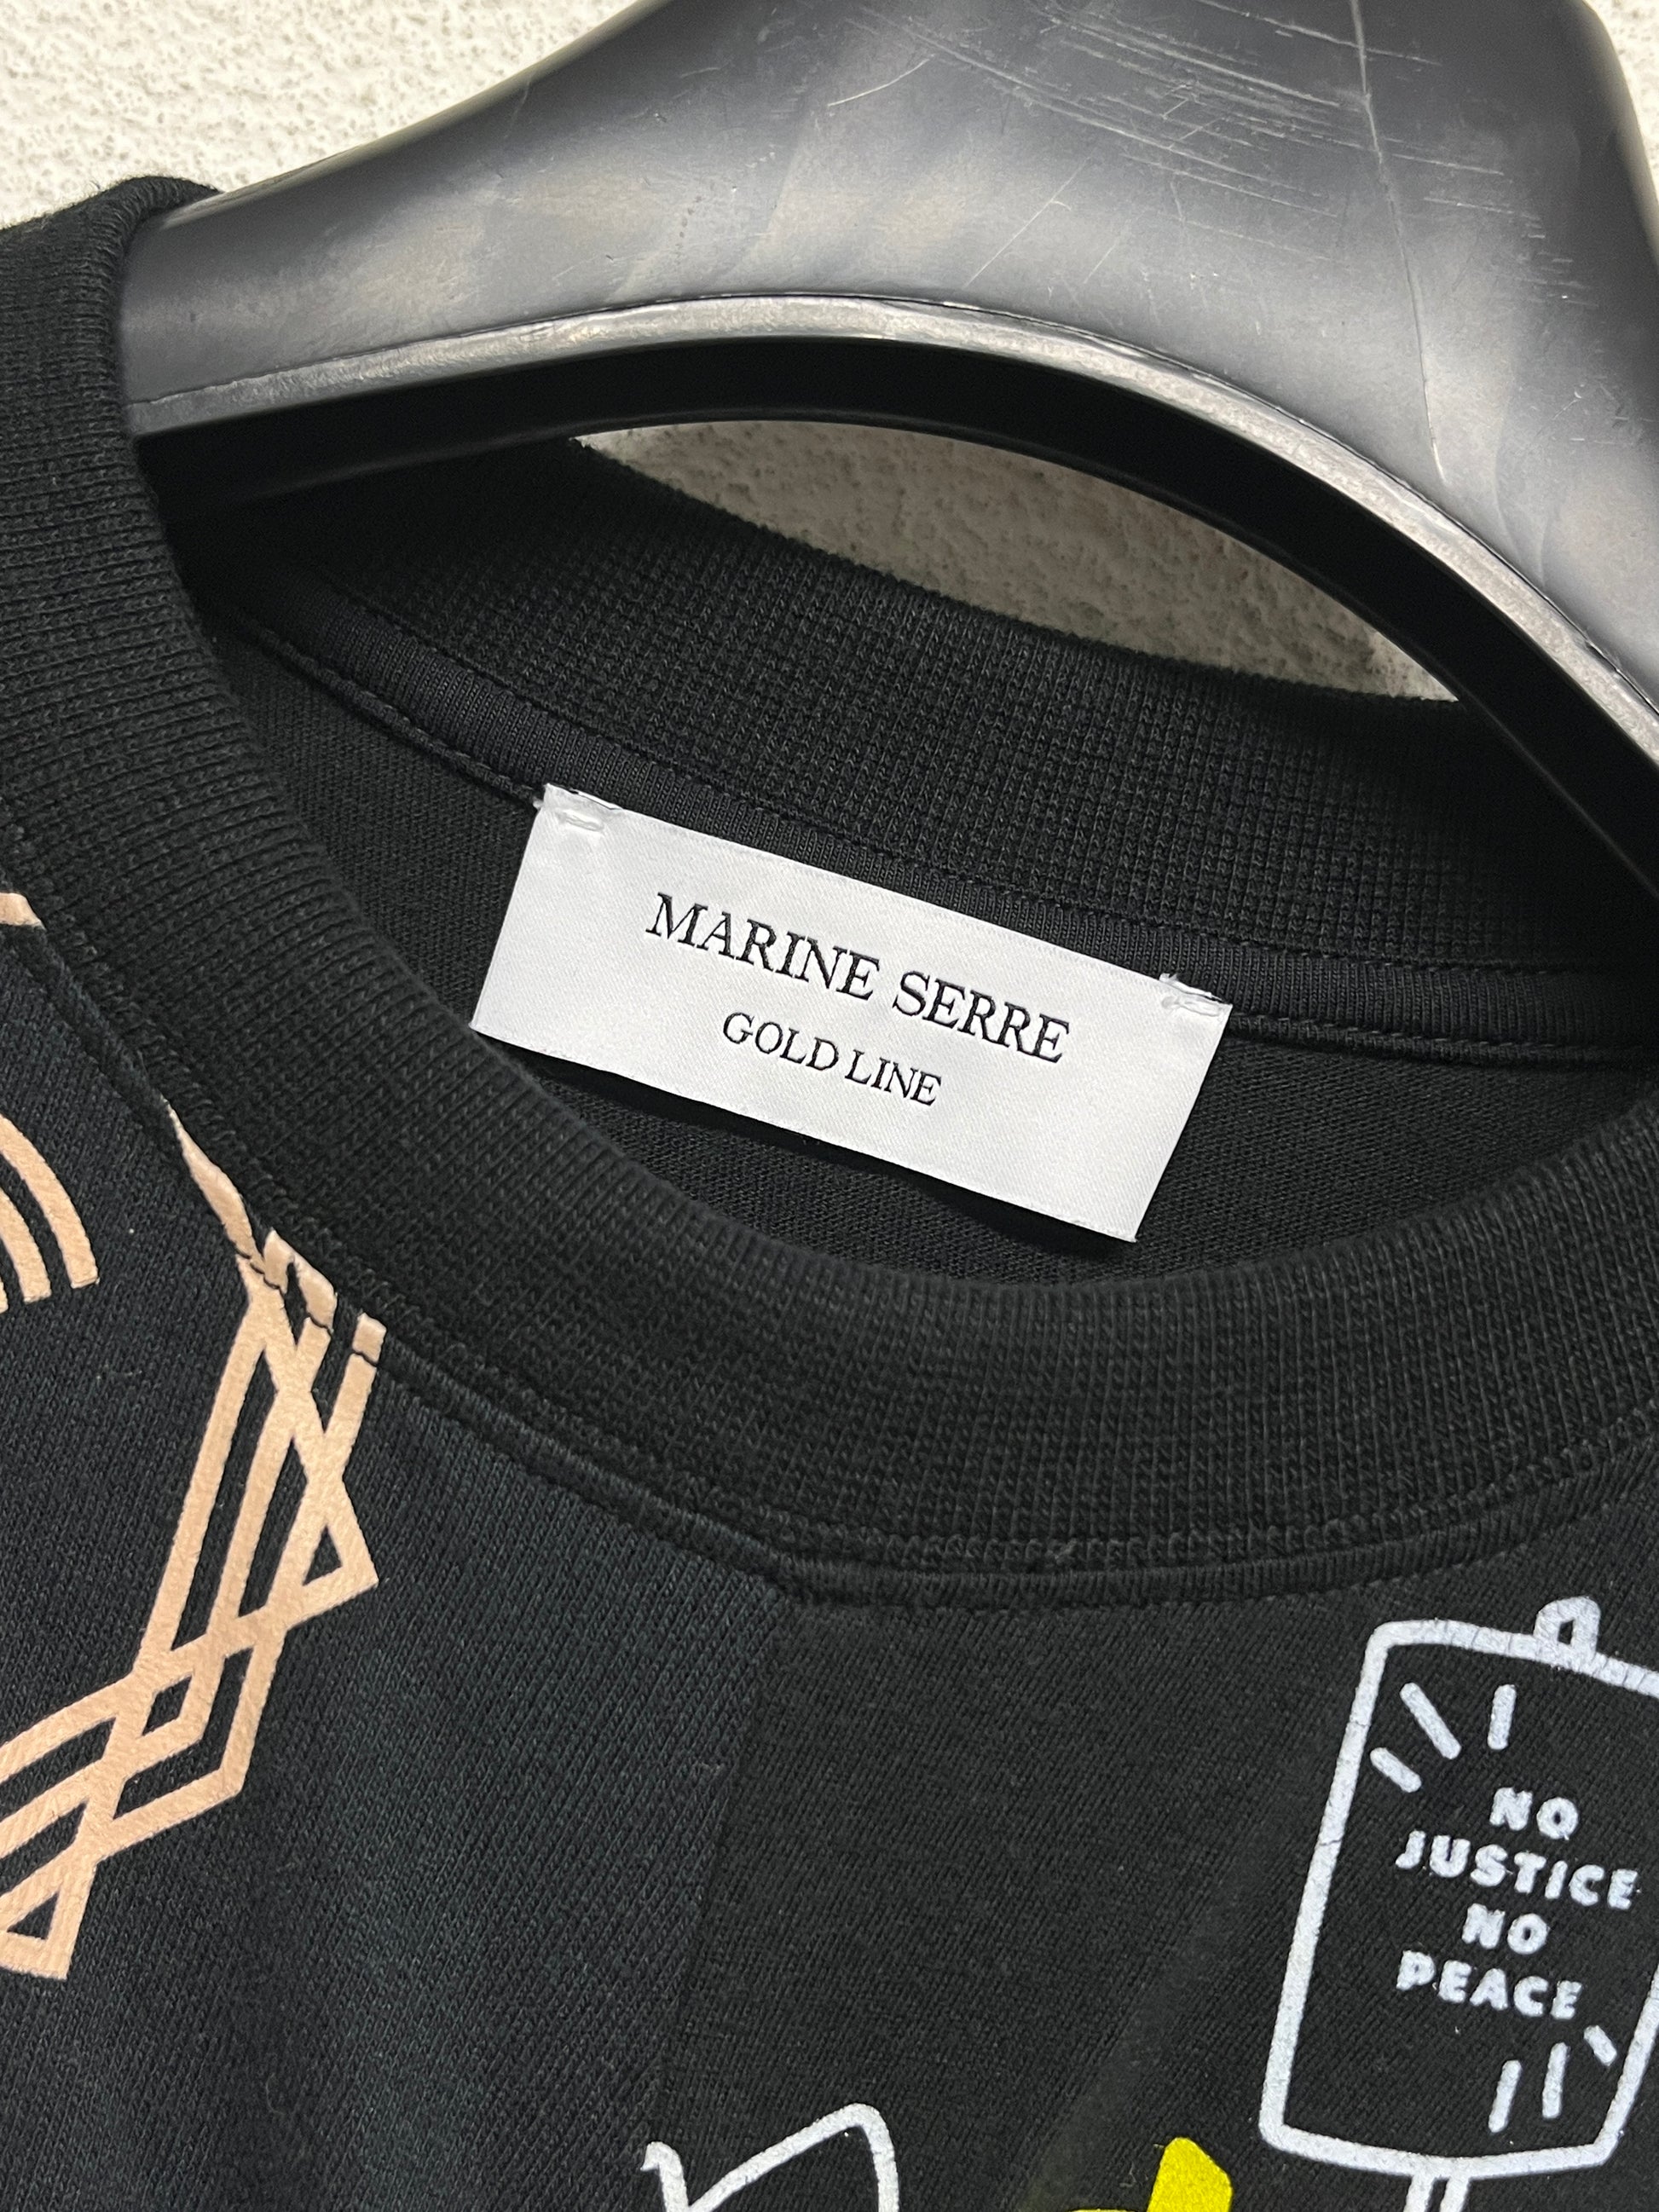 MARINE SERRE
GOLD LINE
NO
JUSTICE
NO
PEACE